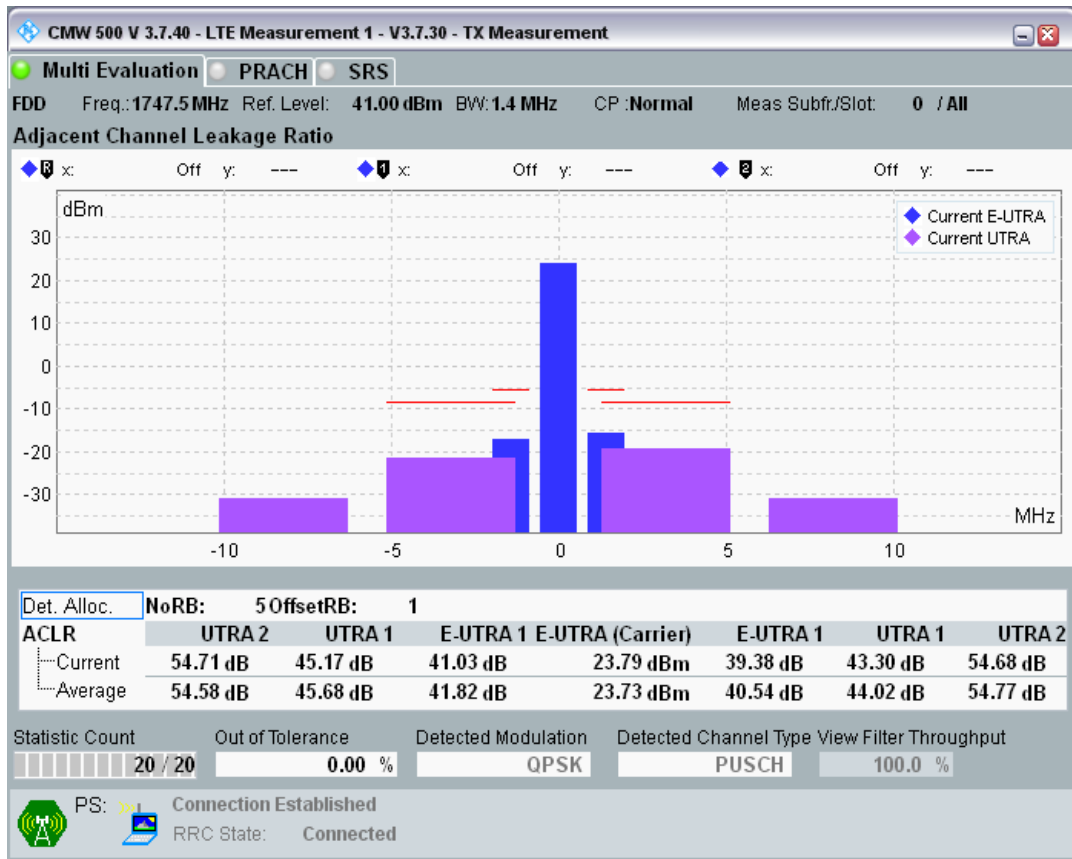 CMW 500 V 3.7.40 - LTE Measurement 1 - V3.7.30 - TX Measurement
Multi Evaluation PRACH SRS
FDD Freq.: 1747.5 MHz Ref. Level: 41.00 dBm BW: 1.4 MHz CP :Normal Meas Subfr./Slot: 0 / All
Adjacent Channel Leakage Ratio
R x: Off y: --- 1 x: Off y: --- 2 x: Off y: ---
dBm
Current E-UTRA
Current UTRA
30
20
10
0
-10
-20
-30
MHz
-10 -5 0 5 10
Det. Alloc. NoRB: 5 OffsetRB: 1
ACLR UTRA 2 UTRA 1 E-UTRA 1 E-UTRA (Carrier) E-UTRA 1 UTRA 1 UTRA 2
Current 54.71 dB 45.17 dB 41.03 dB 23.79 dBm 39.38 dB 43.30 dB 54.68 dB
Average 54.58 dB 45.68 dB 41.82 dB 23.73 dBm 40.54 dB 44.02 dB 54.77 dB
Statistic Count Out of Tolerance Detected Modulation Detected Channel Type View Filter Throughput
20 / 20 0.00 % QPSK PUSCH 100.0 %
PS: Connection Established
RRC State: Connected